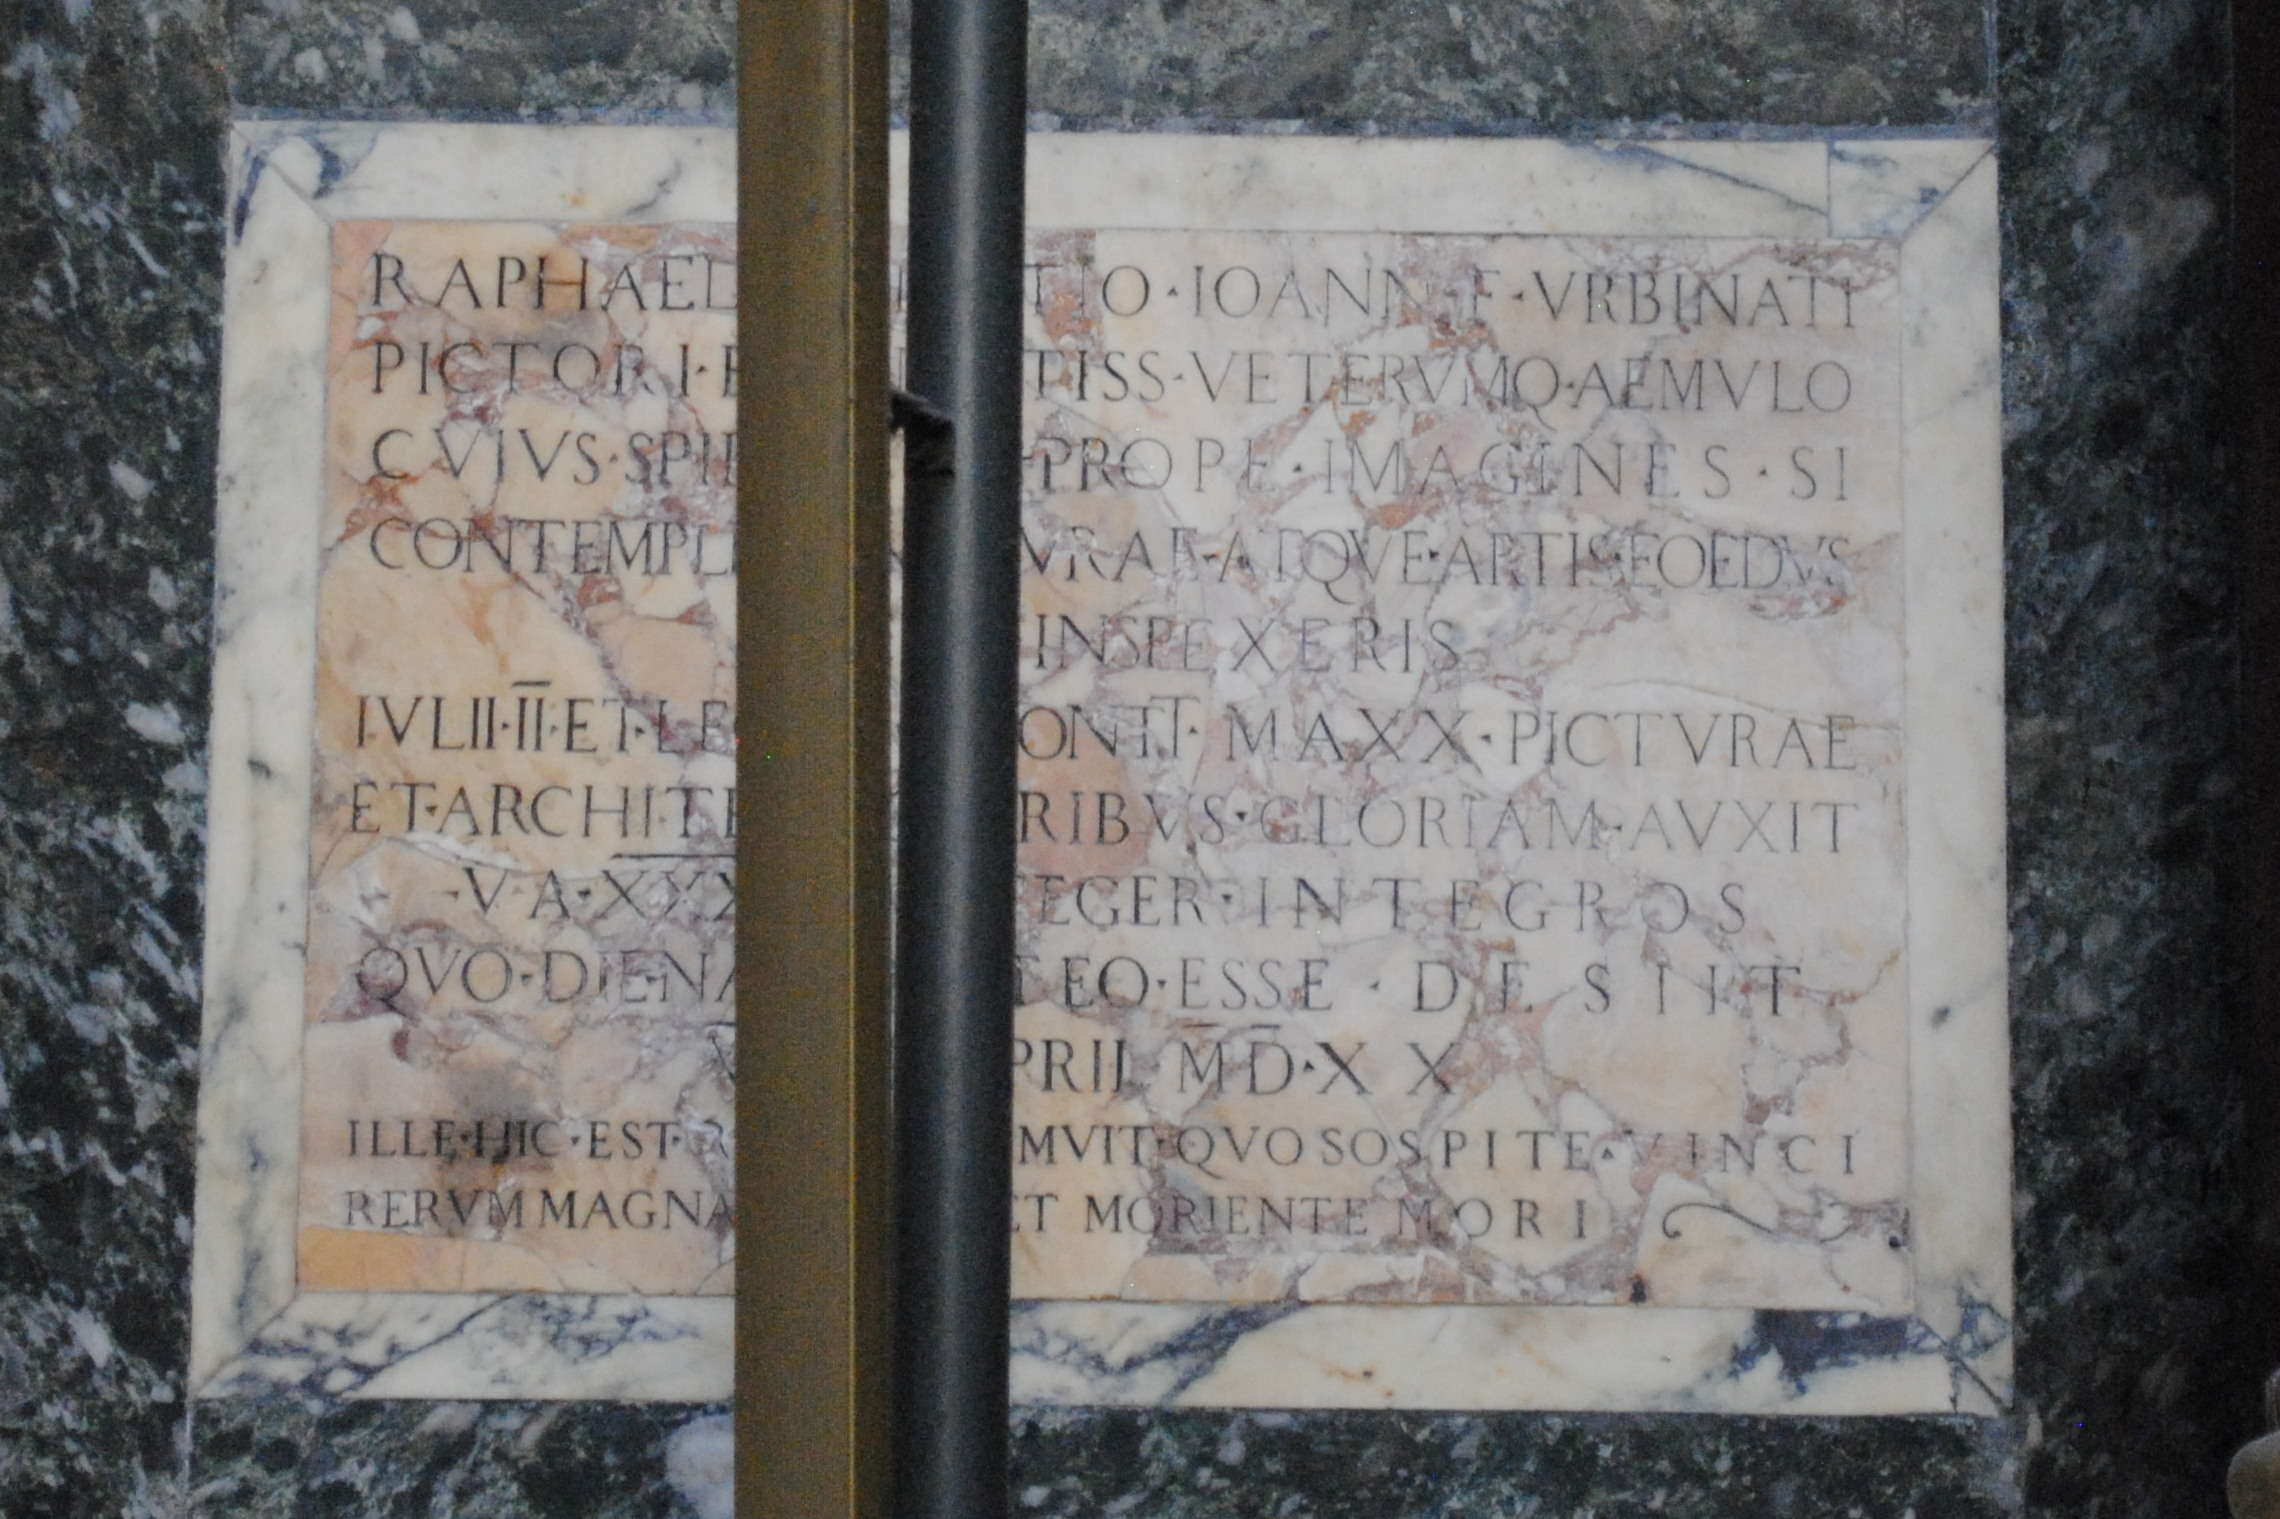 RAPHAEL TIO·IOANN·F·VRBINATI
PICTORI·E TISS·VETERVMQ·AEMVLO
CVIVS·SPI PROPE·IMAGINES·SI
CONTEMPL VRAE·ATQVE·ARTIS·FOEDVS
INSPEXERIS
IVLII·II·ET·LE ONTT·MAXX·PICTVRAE
ET·ARCHITE RIBVS·GLORIAM·AVXIT
V·A·XXX EGER·INTEGROS
QVO·DIE·NA EO·ESSE·DESIIT
V PRIL MD·XX
ILLE·HIC·EST·R MVIT·QVO SOSPITE·VINCI
RERVM MAGNA ET MORIENTE MORI